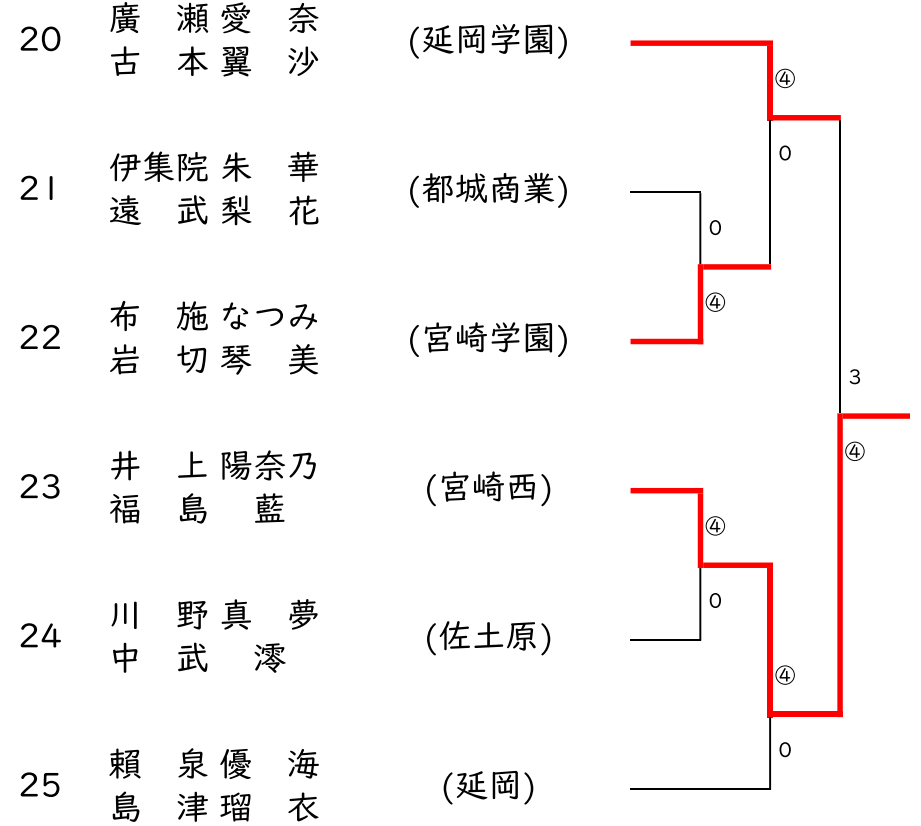 廣　瀬 愛　奈
20 (延岡学園)
古　本 翼　沙
④
0
伊集院 朱　華
21 (都城商業)
遠　武 梨　花
0
④
布　施 なつみ
22 (宮崎学園)
岩　切 琴　美
3
④
井　上 陽奈乃
23 (宮崎西)
福　島 藍
④
0
川　野 真　夢
24 (佐土原)
中　武 澪
④
0
賴　泉 優　海
25 (延岡)
島　津 瑠　衣